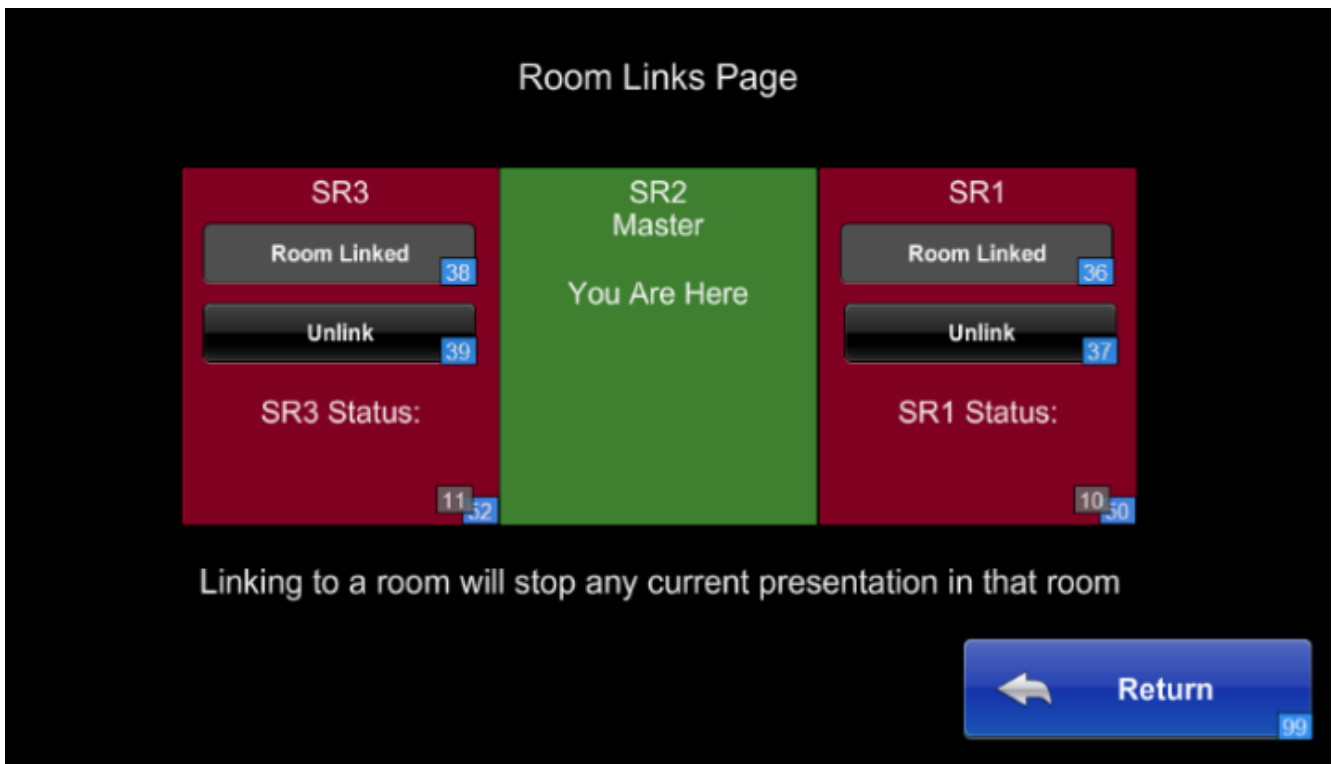 Room Links Page
SR3
Room Linked
38
Unlink
39
SR3 Status:
11
52
SR2
Master
You Are Here
SR1
Room Linked
36
Unlink
37
SR1 Status:
10
50
Linking to a room will stop any current presentation in that room
Return
99